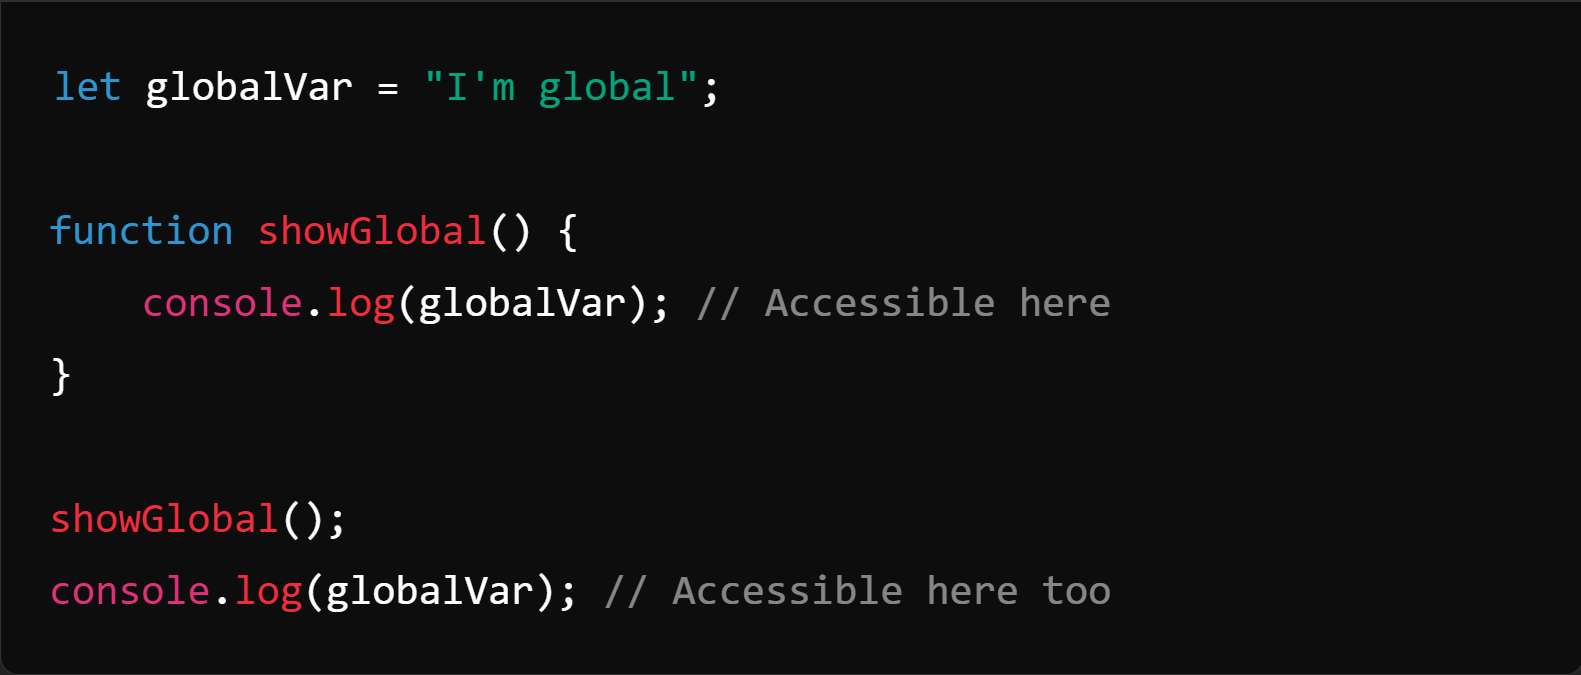 let globalVar = "I'm global";
function showGlobal() {
    console.log(globalVar); // Accessible here
}
showGlobal();
console.log(globalVar); // Accessible here too